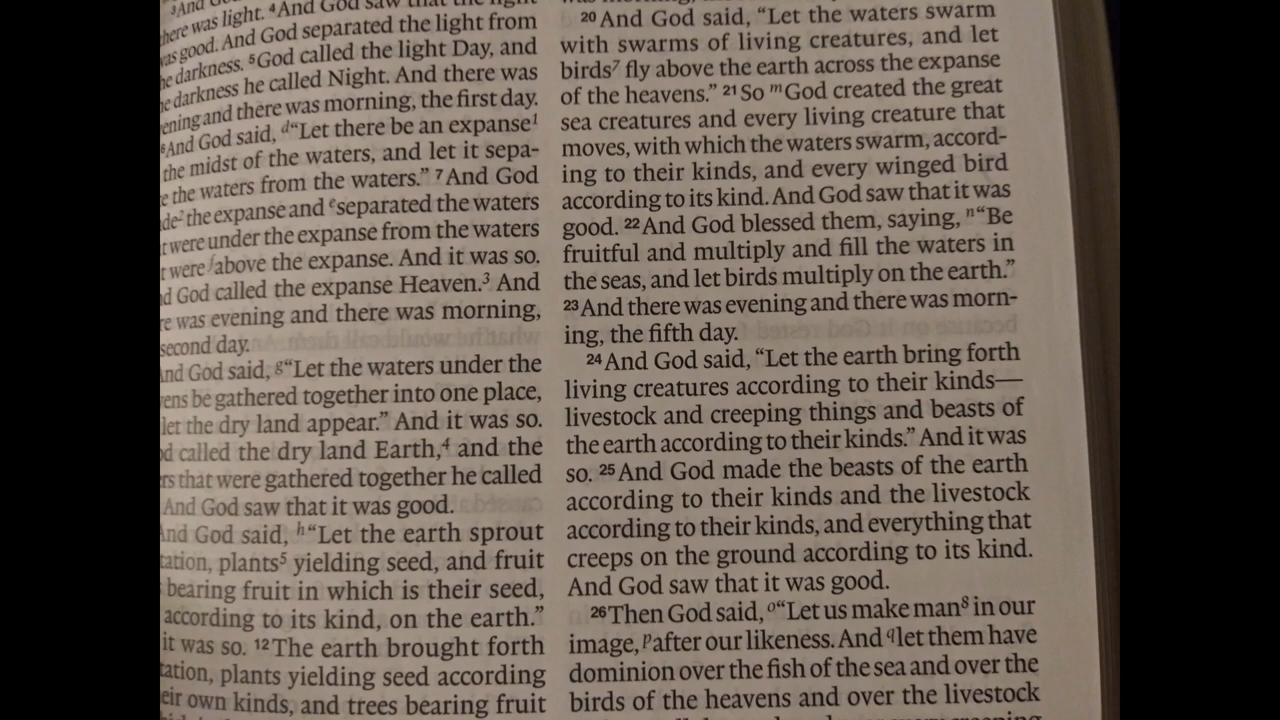 ³And God
there was light. ⁴And God saw that the light
was good. And God separated the light from
the darkness. ⁵God called the light Day, and
the darkness he called Night. And there was
evening and there was morning, the first day.
⁶And God said, ᵈ“Let there be an expanse¹
the midst of the waters, and let it sepa-
e the waters from the waters.” ⁷And God
de² the expanse and ᵉseparated the waters
t were under the expanse from the waters
t were ᶠabove the expanse. And it was so.
d God called the expanse Heaven.³ And
re was evening and there was morning,
second day.
And God said, ᵍ“Let the waters under the
ens be gathered together into one place,
let the dry land appear.” And it was so.
d called the dry land Earth,⁴ and the
rs that were gathered together he called
And God saw that it was good.
And God said, ʰ“Let the earth sprout
tation, plants⁵ yielding seed, and fruit
bearing fruit in which is their seed,
according to its kind, on the earth.”
it was so. ¹²The earth brought forth
tation, plants yielding seed according
eir own kinds, and trees bearing fruit
²⁰And God said, “Let the waters swarm
with swarms of living creatures, and let
birds⁷ fly above the earth across the expanse
of the heavens.” ²¹So ᵐGod created the great
sea creatures and every living creature that
moves, with which the waters swarm, accord-
ing to their kinds, and every winged bird
according to its kind. And God saw that it was
good. ²²And God blessed them, saying, ⁿ“Be
fruitful and multiply and fill the waters in
the seas, and let birds multiply on the earth.”
²³And there was evening and there was morn-
ing, the fifth day.
²⁴And God said, “Let the earth bring forth
living creatures according to their kinds—
livestock and creeping things and beasts of
the earth according to their kinds.” And it was
so. ²⁵And God made the beasts of the earth
according to their kinds and the livestock
according to their kinds, and everything that
creeps on the ground according to its kind.
And God saw that it was good.
²⁶Then God said, ᵒ“Let us make man⁸ in our
image, ᵖafter our likeness. And ᑫlet them have
dominion over the fish of the sea and over the
birds of the heavens and over the livestock